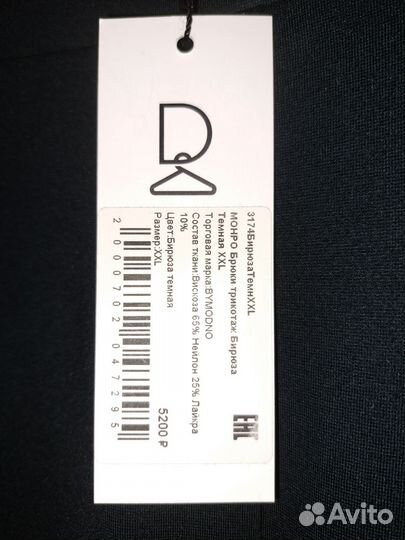 3174БирюзаТемнXXL
МОНРО Брюки трикотаж: Бирюза
Темная XXL
Торговая марка:BYMODNO
Состав ткани:Вискоза 65% Нейлон 25% Лайкра
10%
Цвет:Бирюза темная
Размер:XXL
5200 ₽
2000702047295
EAC
Avito